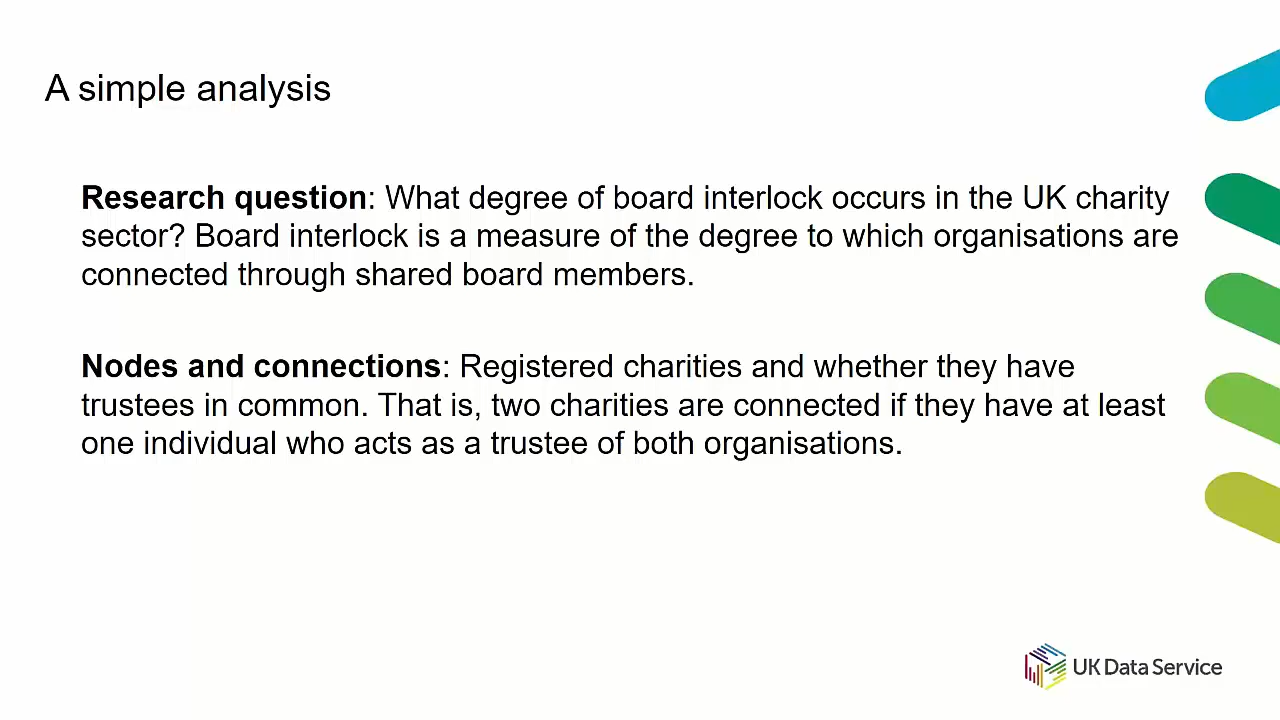 A simple analysis
Research question: What degree of board interlock occurs in the UK charity
sector? Board interlock is a measure of the degree to which organisations are
connected through shared board members.
Nodes and connections: Registered charities and whether they have
trustees in common. That is, two charities are connected if they have at least
one individual who acts as a trustee of both organisations.
UK Data Service